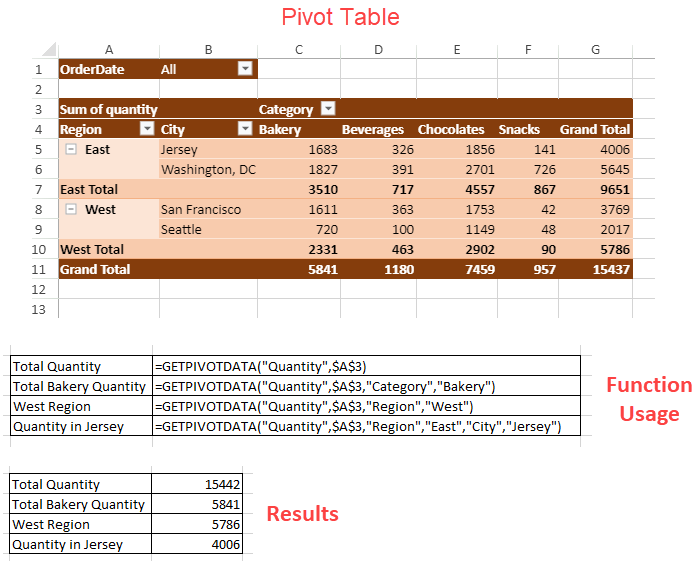 Pivot Table
A B C D E F G
1 OrderDate All
2
3 Sum of quantity Category
4 Region City Bakery Beverages Chocolates Snacks Grand Total
5 East Jersey 1683 326 1856 141 4006
6 Washington, DC 1827 391 2701 726 5645
7 East Total 3510 717 4557 867 9651
8 West San Francisco 1611 363 1753 42 3769
9 Seattle 720 100 1149 48 2017
10 West Total 2331 463 2902 90 5786
11 Grand Total 5841 1180 7459 957 15437
12
13
Total Quantity =GETPIVOTDATA("Quantity",$A$3)
Total Bakery Quantity =GETPIVOTDATA("Quantity",$A$3,"Category","Bakery")
West Region =GETPIVOTDATA("Quantity",$A$3,"Region","West")
Quantity in Jersey =GETPIVOTDATA("Quantity",$A$3,"Region","East","City","Jersey")
Function
Usage
Total Quantity 15442
Total Bakery Quantity 5841
West Region 5786
Quantity in Jersey 4006
Results